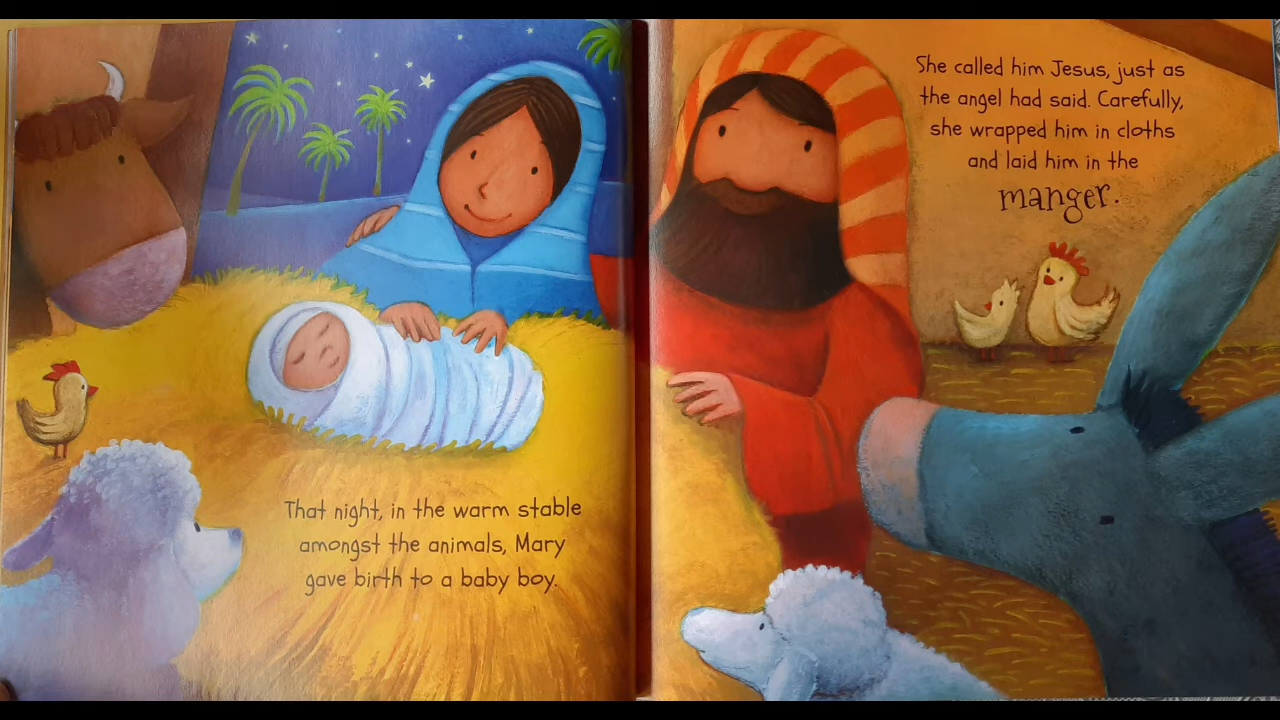 That night, in the warm stable
amongst the animals, Mary
gave birth to a baby boy.
She called him Jesus, just as
the angel had said. Carefully,
she wrapped him in cloths
and laid him in the
manger.